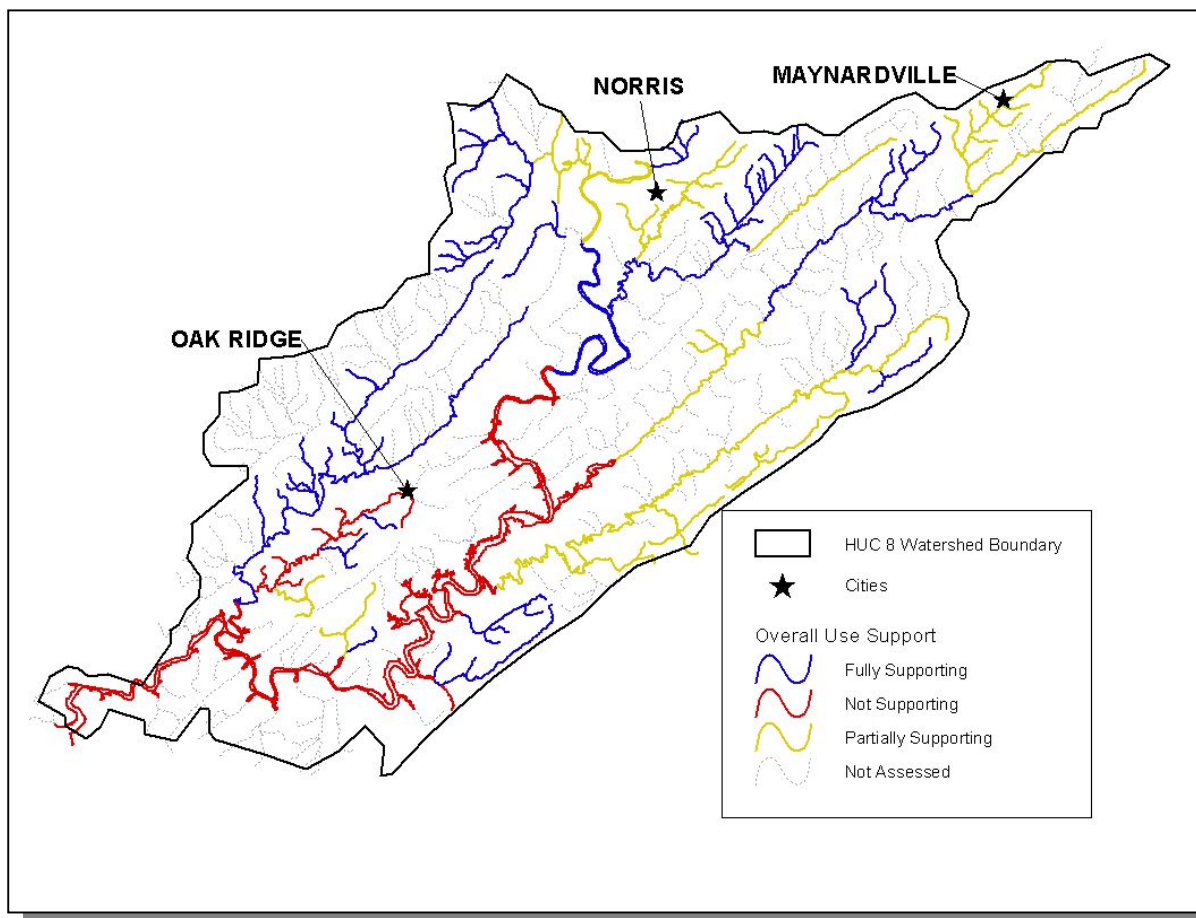 MAYNARDVILLE
NORRIS
OAK RIDGE
HUC 8 Watershed Boundary
Cities
Overall Use Support
Fully Supporting
Not Supporting
Partially Supporting
Not Assessed